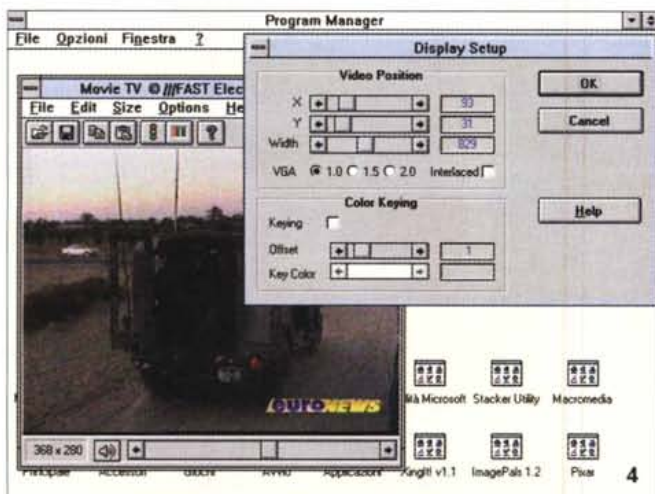 Program Manager
File Opzioni Finestra ?
Display Setup
Video Position
X 93
Y 31
Width 829
VGA 1.0 1.5 2.0 Interlaced
Color Keying
Keying
Offset 1
Key Color
OK
Cancel
Help
Movie TV © ///FAST Elec
File Edit Size Options He
euronews
368 x 280
ilità Microsoft Stacker Utility Macromedia
Principale Accessori Giochi Avvio Applicazioni XingIt! v1.1 ImagePals 1.2 Pixar
4